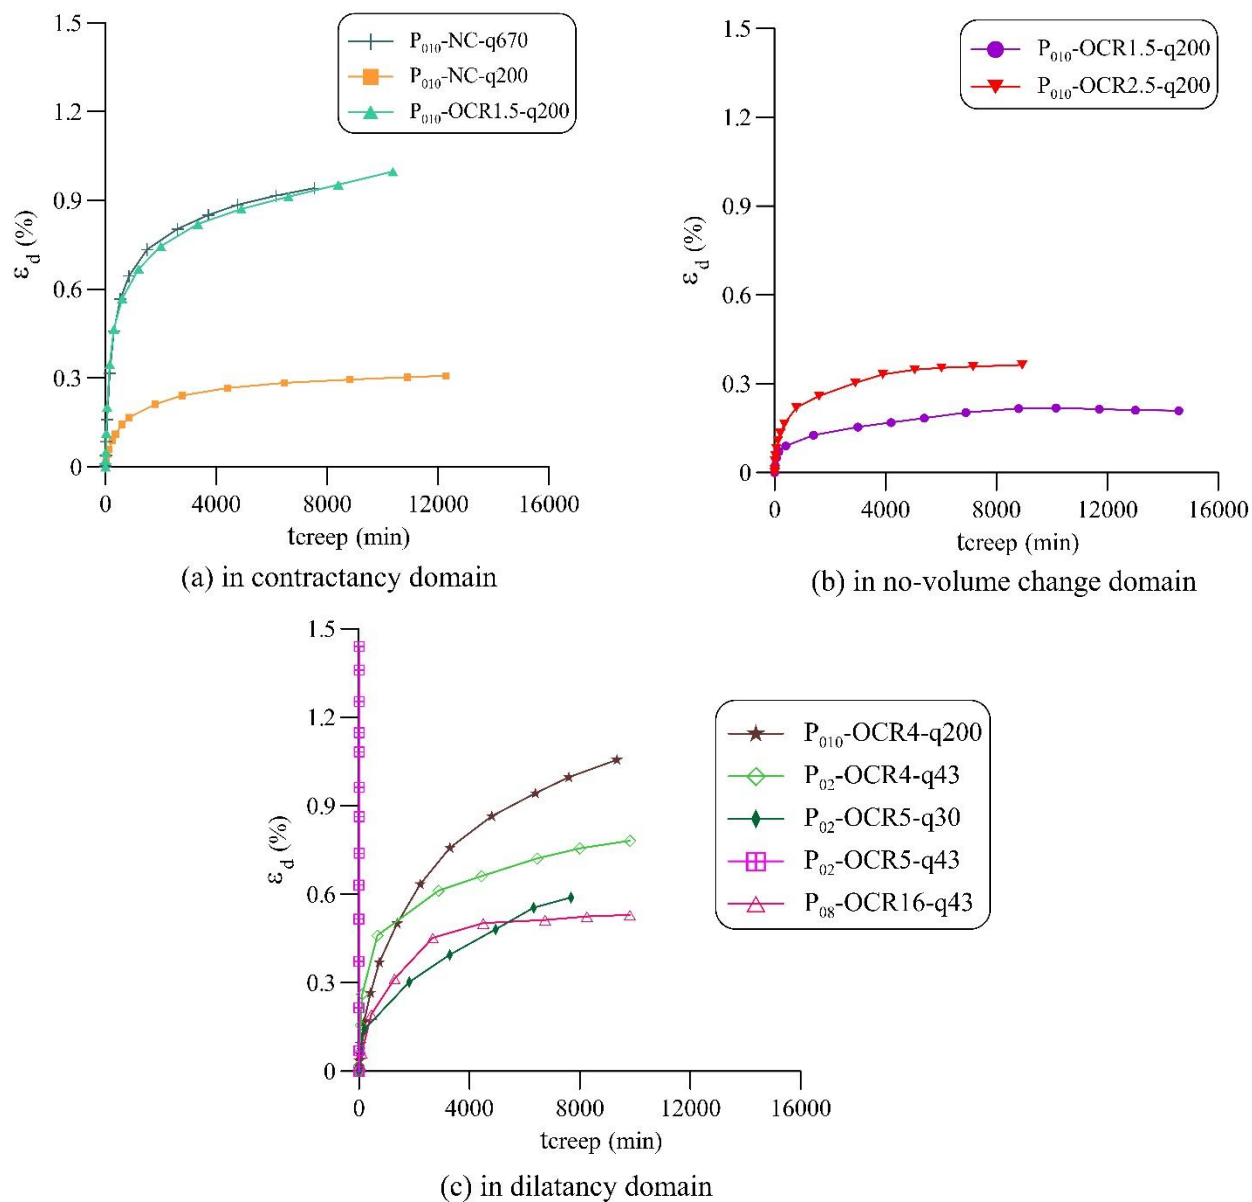 1.5
1.2
0.9
0.6
0.3
0
ε_d (%)
0 4000 8000 12000 16000
tcreep (min)
P₀₁₀-NC-q670
P₀₁₀-NC-q200
P₀₁₀-OCR1.5-q200
(a) in contractancy domain
1.5
1.2
0.9
0.6
0.3
0
ε_d (%)
0 4000 8000 12000 16000
tcreep (min)
P₀₁₀-OCR1.5-q200
P₀₁₀-OCR2.5-q200
(b) in no-volume change domain
1.5
1.2
0.9
0.6
0.3
0
ε_d (%)
0 4000 8000 12000 16000
tcreep (min)
P₀₁₀-OCR4-q200
P₀₂-OCR4-q43
P₀₂-OCR5-q30
P₀₂-OCR5-q43
P₀₈-OCR16-q43
(c) in dilatancy domain